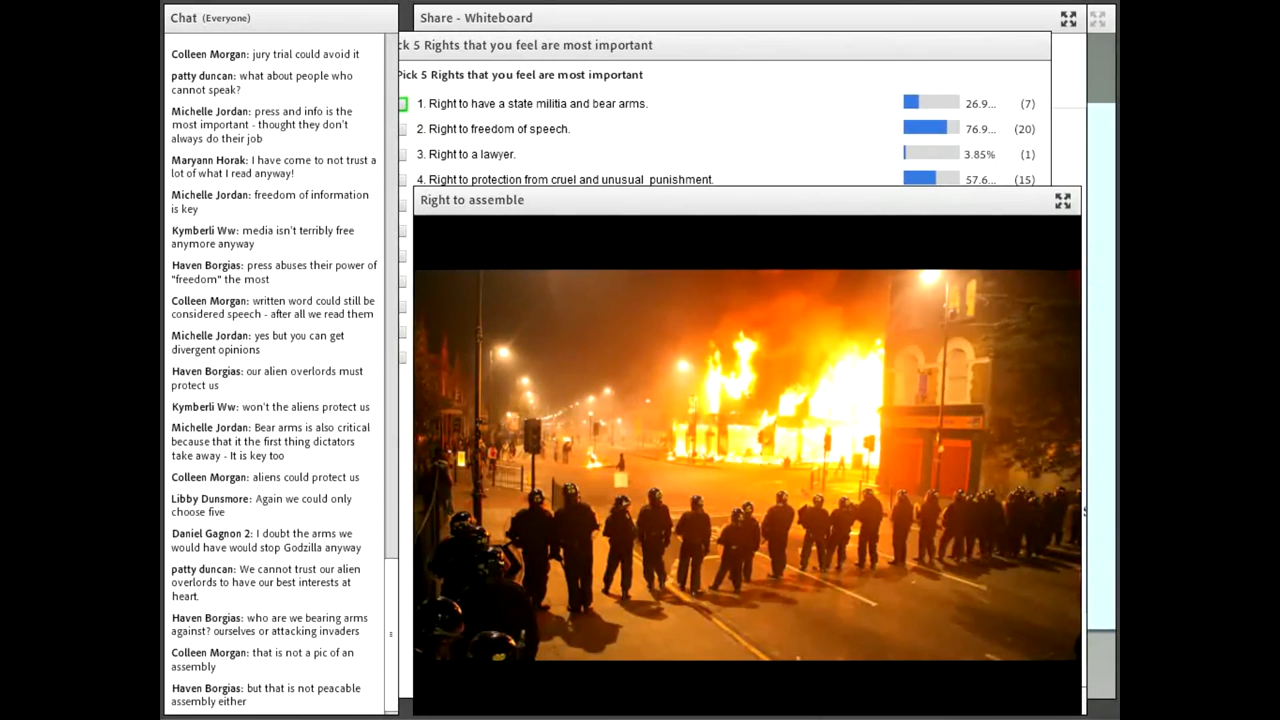 Chat (Everyone)
Colleen Morgan: jury trial could avoid it
patty duncan: what about people who
cannot speak?
Michelle Jordan: press and info is the
most important - thought they don't
always do their job
Maryann Horak: I have come to not trust a
lot of what I read anyway!
Michelle Jordan: freedom of information
is key
Kymberli Ww: media isn't terribly free
anymore anyway
Haven Borgias: press abuses their power of
"freedom" the most
Colleen Morgan: written word could still be
considered speech - after all we read them
Michelle Jordan: yes but you can get
divergent opinions
Haven Borgias: our alien overlords must
protect us
Kymberli Ww: won't the aliens protect us
Michelle Jordan: Bear arms is also critical
because that it the first thing dictators
take away - It is key too
Colleen Morgan: aliens could protect us
Libby Dunsmore: Again we could only
choose five
Daniel Gagnon 2: I doubt the arms we
would have would stop Godzilla anyway
patty duncan: We cannot trust our alien
overlords to have our best interests at
heart.
Haven Borgias: who are we bearing arms
against? ourselves or attacking invaders
Colleen Morgan: that is not a pic of an
assembly
Haven Borgias: but that is not peacable
assembly either
Share - Whiteboard
ck 5 Rights that you feel are most important
Pick 5 Rights that you feel are most important
1. Right to have a state militia and bear arms. 26.9... (7)
2. Right to freedom of speech. 76.9... (20)
3. Right to a lawyer. 3.85% (1)
4. Right to protection from cruel and unusual punishment. 57.6... (15)
Right to assemble